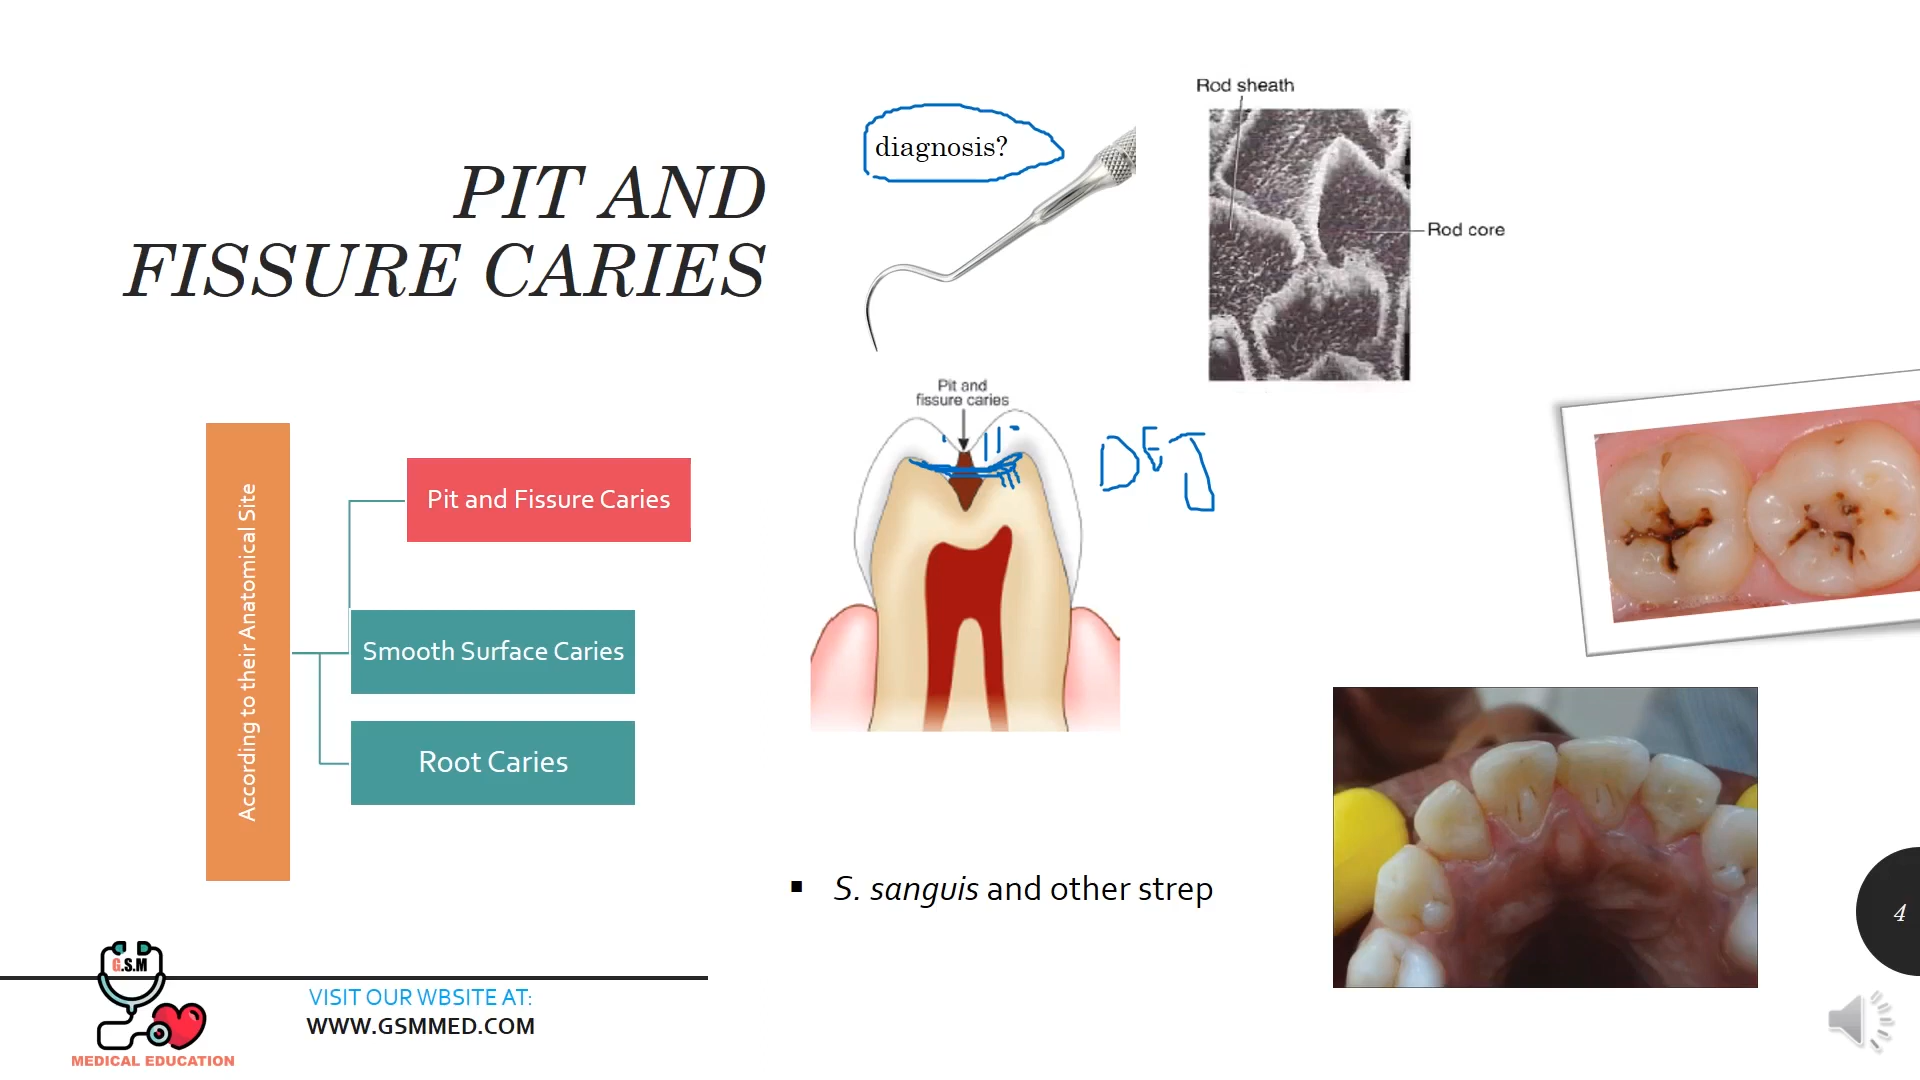 PIT AND
FISSURE CARIES
According to their Anatomical Site
Pit and Fissure Caries
Smooth Surface Caries
Root Caries
diagnosis?
Rod sheath
Rod core
Pit and
fissure caries
DEJ
▪ S. sanguis and other strep
4
G.S.M
MEDICAL EDUCATION
VISIT OUR WBSITE AT:
WWW.GSMMED.COM